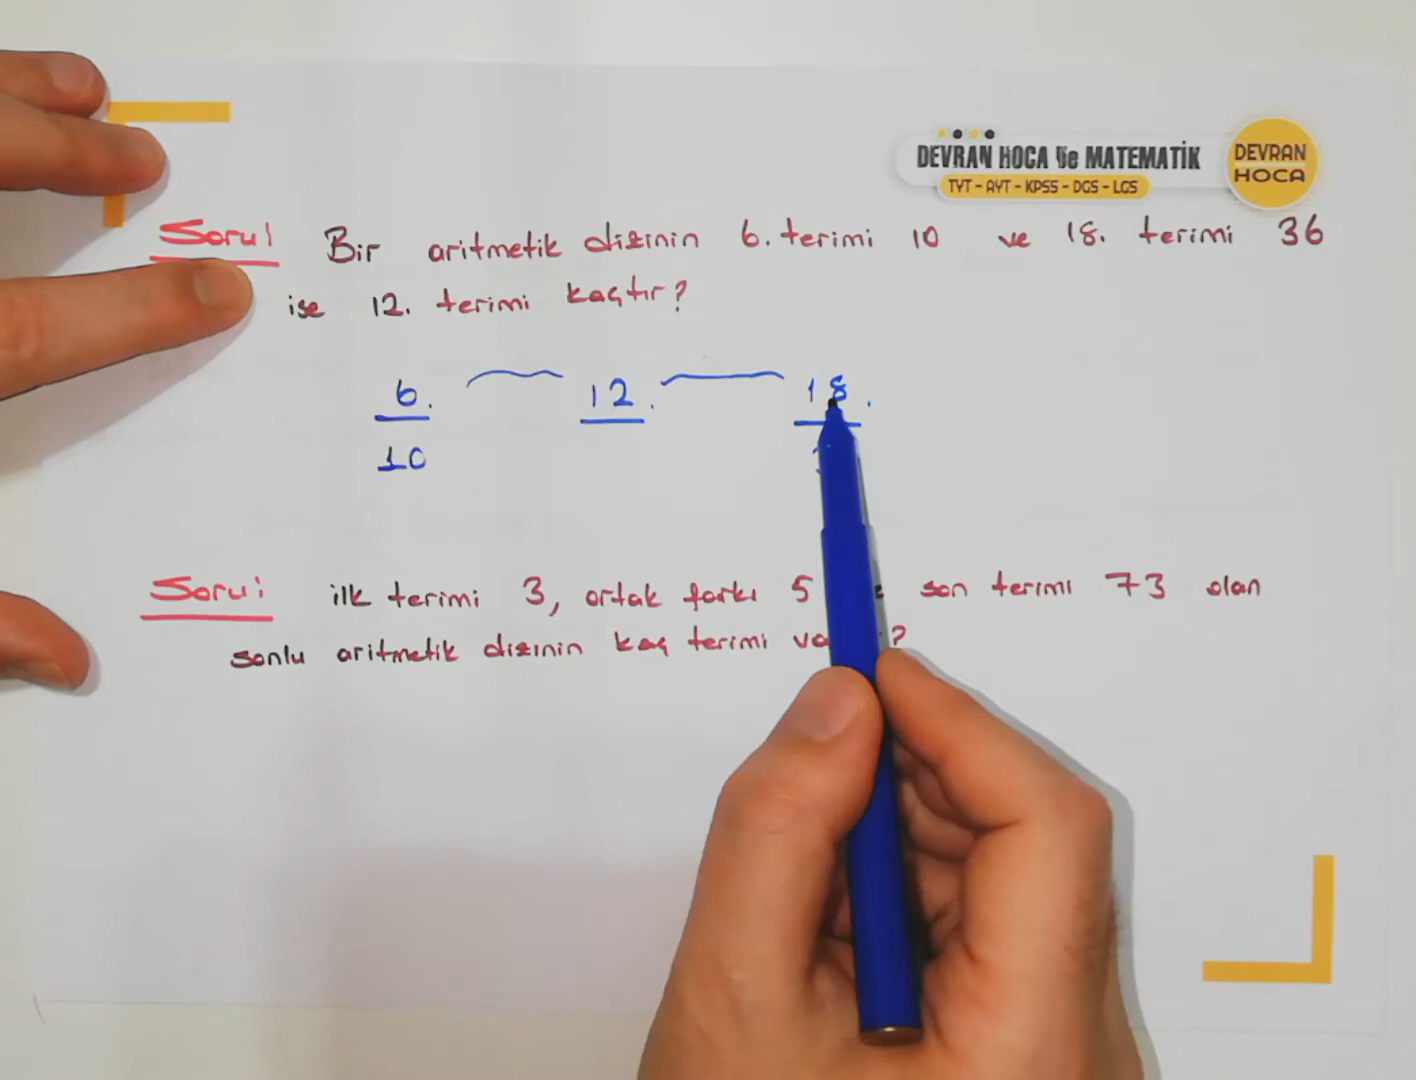 DEVRAN HOCA ile MATEMATİK
TYT - AYT - KPSS - DGS - LGS
DEVRAN
HOCA
Soru! Bir aritmetik dizinin 6. terimi 10 ve 18. terimi 36
ise 12. terimi kaçtır?
6. 12. 18.
10
Soru: ilk terimi 3, ortak farkı 5 son terimi 73 olan
sonlu aritmetik dizinin kaç terimi ?